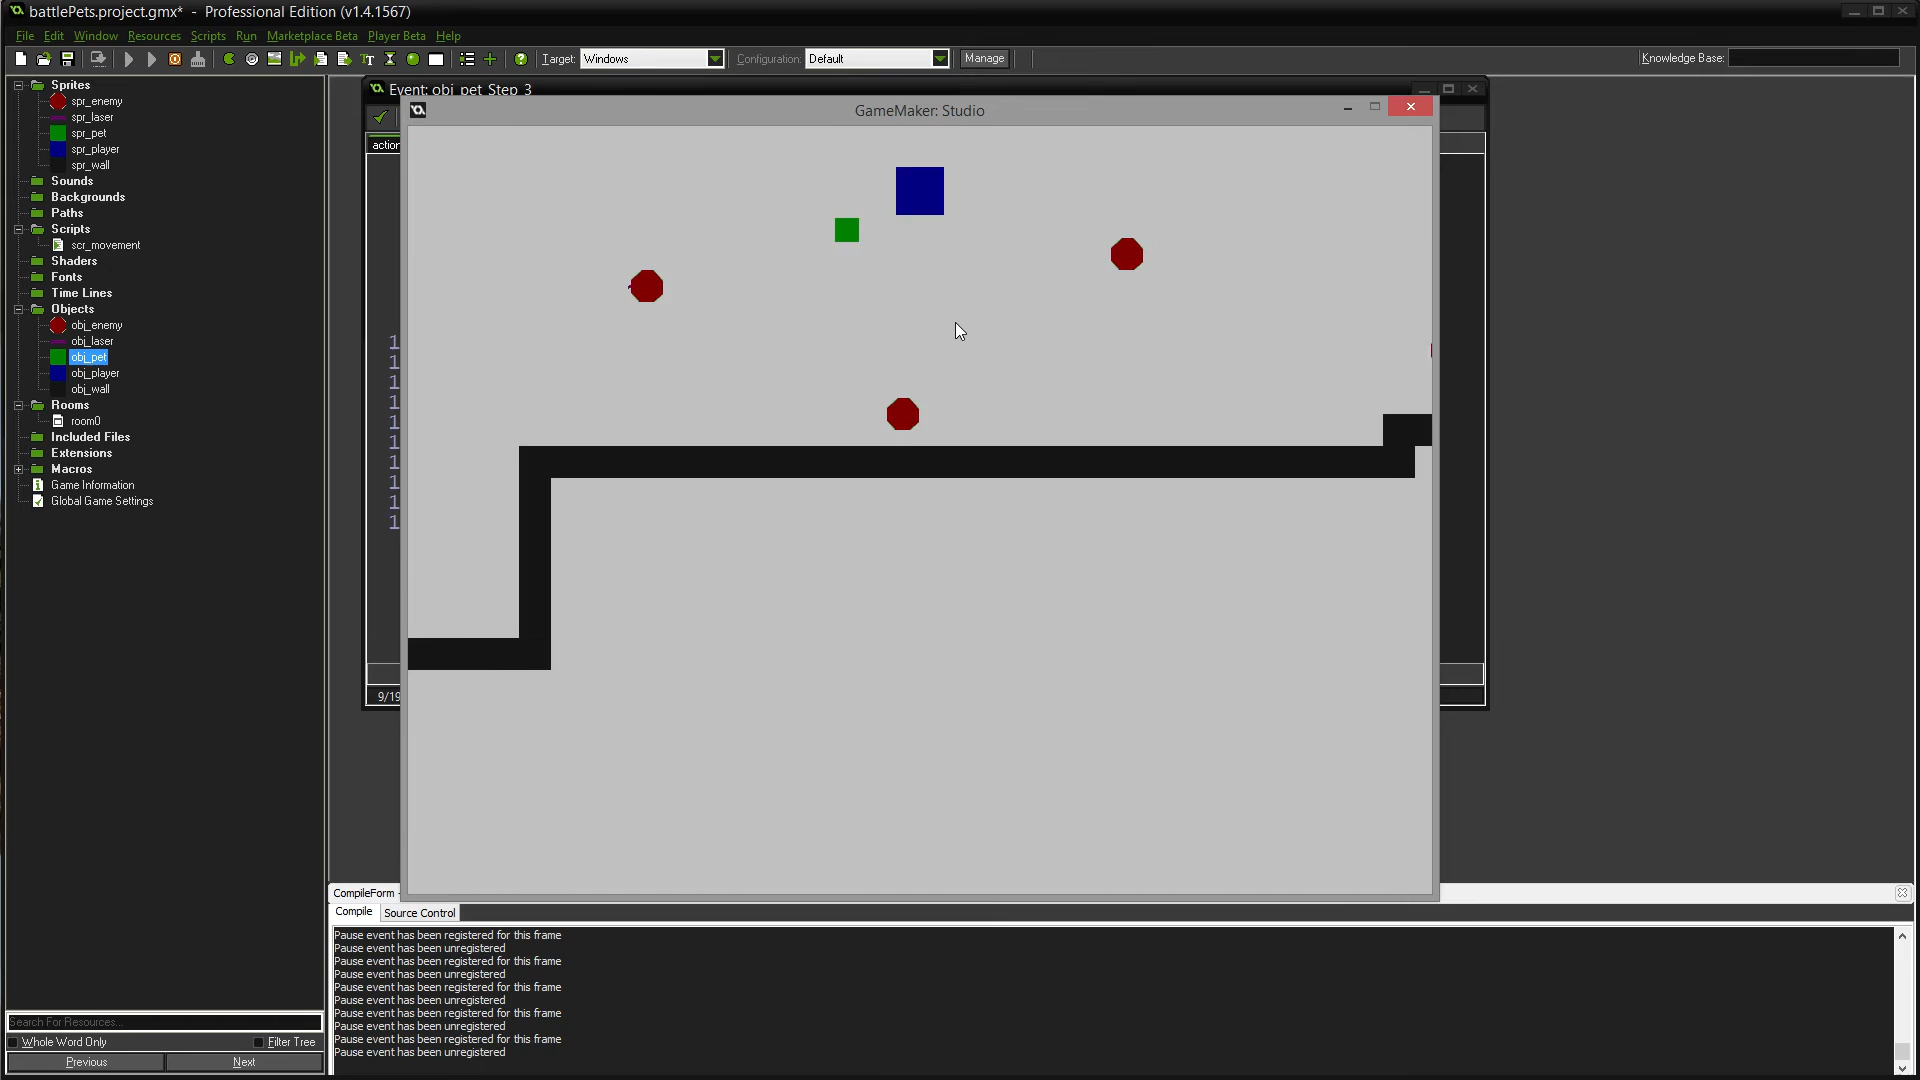 battlePets.project.gmx* - Professional Edition (v1.4.1567)
File Edit Window Resources Scripts Run Marketplace Beta Player Beta Help
Target: Windows Configuration: Default Manage Knowledge Base:
Sprites
spr_enemy
spr_laser
spr_pet
spr_player
spr_wall
Sounds
Backgrounds
Paths
Scripts
scr_movement
Shaders
Fonts
Time Lines
Objects
obj_enemy
obj_laser
obj_pet
obj_player
obj_wall
Rooms
room0
Included Files
Extensions
Macros
Game Information
Global Game Settings
Search For Resources...
Whole Word Only Filter Tree
Previous Next
Event: obj_pet Step 3
GameMaker: Studio
action
1
1
1
1
1
1
1
1
1
1
9/19
CompileForm -
Compile Source Control
Pause event has been registered for this frame
Pause event has been unregistered
Pause event has been registered for this frame
Pause event has been unregistered
Pause event has been registered for this frame
Pause event has been unregistered
Pause event has been registered for this frame
Pause event has been unregistered
Pause event has been registered for this frame
Pause event has been unregistered